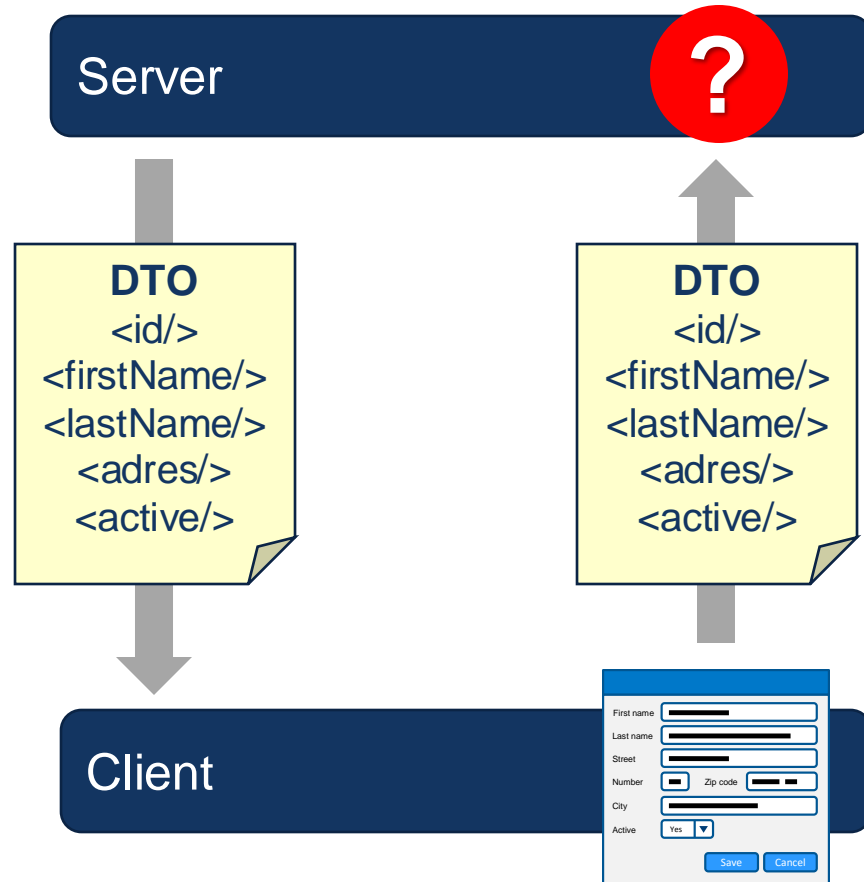 Server
?
DTO
<id/>
<firstName/>
<lastName/>
<adres/>
<active/>
DTO
<id/>
<firstName/>
<lastName/>
<adres/>
<active/>
Client
First name
Last name
Street
Number Zip code
City
Active Yes
Save Cancel